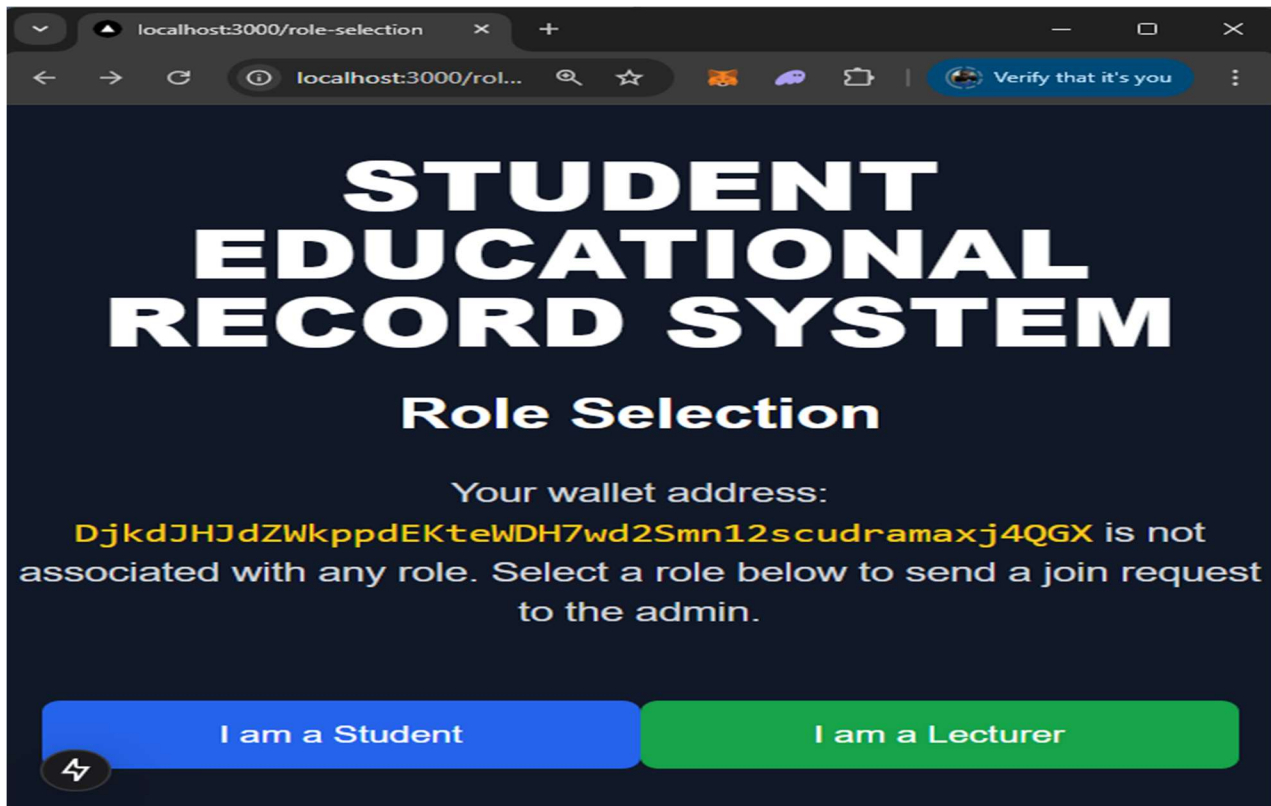 localhost:3000/role-selection
localhost:3000/rol...
Verify that it's you
STUDENT
EDUCATIONAL
RECORD SYSTEM
Role Selection
Your wallet address:
DjkdJHJdZWkppdEKteWDH7wd2Smn12scudramaxj4QGX is not
associated with any role. Select a role below to send a join request
to the admin.
I am a Student
I am a Lecturer